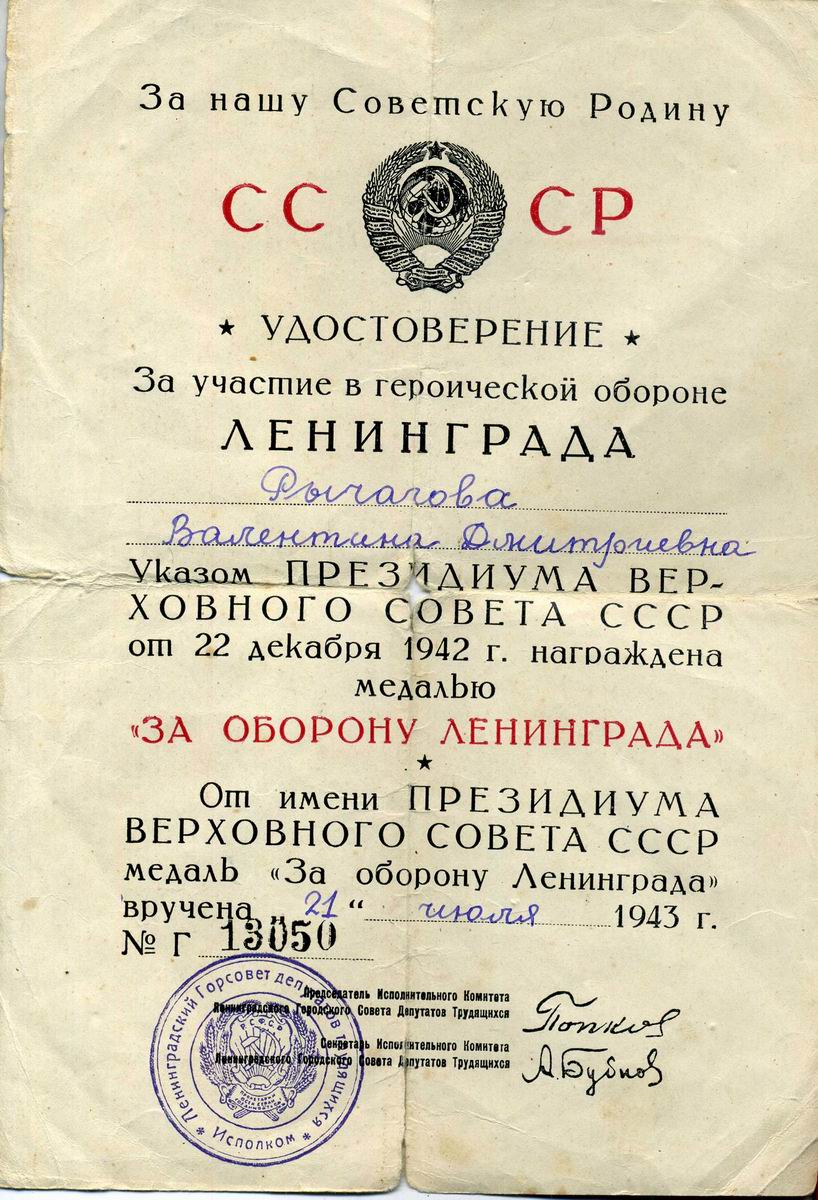 За нашу Советскую Родину
СС СР
★ УДОСТОВЕРЕНИЕ ★
За участие в героической обороне
ЛЕНИНГРАДА
Рычагова
Валентина Дмитриевна
Указом ПРЕЗИДИУМА ВЕР-
ХОВНОГО СОВЕТА СССР
от 22 декабря 1942 г. награждена
медалью
«ЗА ОБОРОНУ ЛЕНИНГРАДА»
★
От имени ПРЕЗИДИУМА
ВЕРХОВНОГО СОВЕТА СССР
медаль «За оборону Ленинграда»
вручена „21“ июля 1943 г.
№ Г 13050
Председатель Исполнительного Комитета
Ленинградского Городского Совета Депутатов Трудящихся
Попков
Секретарь Исполнительного Комитета
Ленинградского Городского Совета Депутатов Трудящихся
А.Бубнов
* Ленинградский Горсовет депутатов трудящихся * Исполком
РСФСР